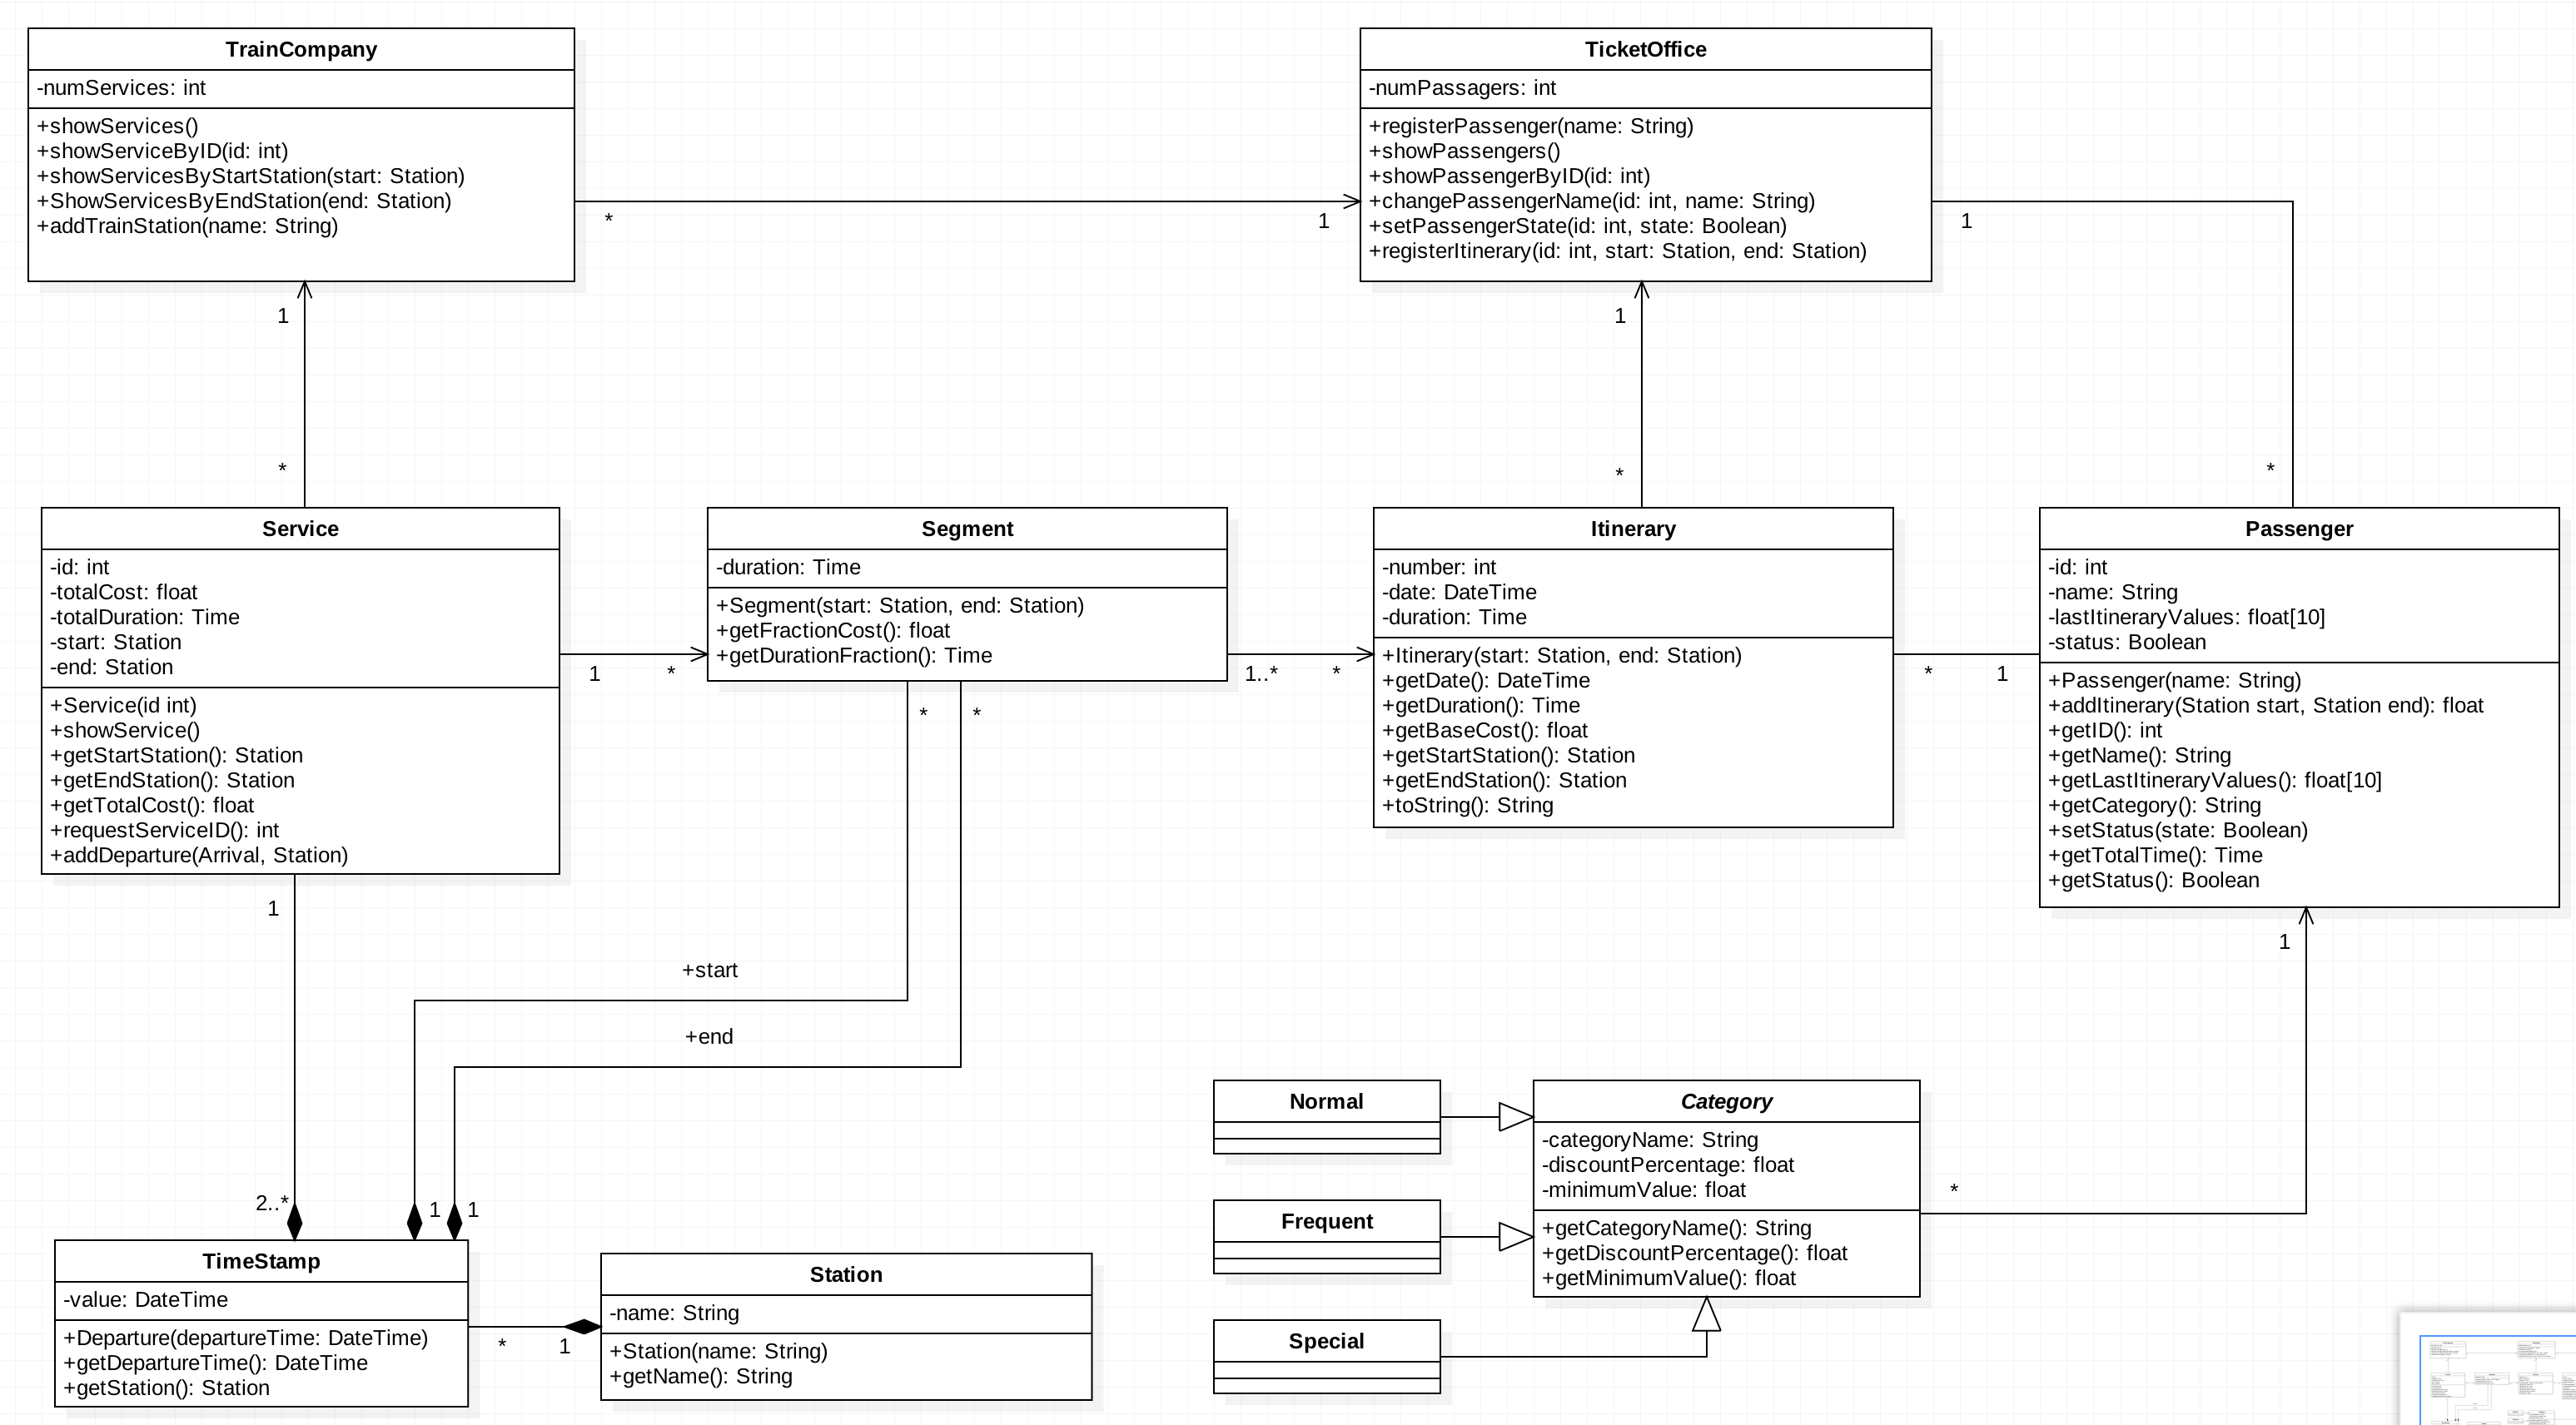 TrainCompany
-numServices: int
+showServices()
+showServiceByID(id: int)
+showServicesByStartStation(start: Station)
+ShowServicesByEndStation(end: Station)
+addTrainStation(name: String)
*
1
TicketOffice
-numPassagers: int
+registerPassenger(name: String)
+showPassengers()
+showPassengerByID(id: int)
+changePassengerName(id: int, name: String)
+setPassengerState(id: int, state: Boolean)
+registerItinerary(id: int, start: Station, end: Station)
1
1
*
1
*
*
Service
-id: int
-totalCost: float
-totalDuration: Time
-start: Station
-end: Station
+Service(id int)
+showService()
+getStartStation(): Station
+getEndStation(): Station
+getTotalCost(): float
+requestServiceID(): int
+addDeparture(Arrival, Station)
1
*
Segment
-duration: Time
+Segment(start: Station, end: Station)
+getFractionCost(): float
+getDurationFraction(): Time
*
*
1..*
*
Itinerary
-number: int
-date: DateTime
-duration: Time
+Itinerary(start: Station, end: Station)
+getDate(): DateTime
+getDuration(): Time
+getBaseCost(): float
+getStartStation(): Station
+getEndStation(): Station
+toString(): String
*
1
Passenger
-id: int
-name: String
-lastItineraryValues: float[10]
-status: Boolean
+Passenger(name: String)
+addItinerary(Station start, Station end): float
+getID(): int
+getName(): String
+getLastItineraryValues(): float[10]
+getCategory(): String
+setStatus(state: Boolean)
+getTotalTime(): Time
+getStatus(): Boolean
1
1
+start
+end
2..*
1
1
TimeStamp
-value: DateTime
+Departure(departureTime: DateTime)
+getDepartureTime(): DateTime
+getStation(): Station
*
1
Station
-name: String
+Station(name: String)
+getName(): String
Normal
Frequent
Special
Category
-categoryName: String
-discountPercentage: float
-minimumValue: float
+getCategoryName(): String
+getDiscountPercentage(): float
+getMinimumValue(): float
*